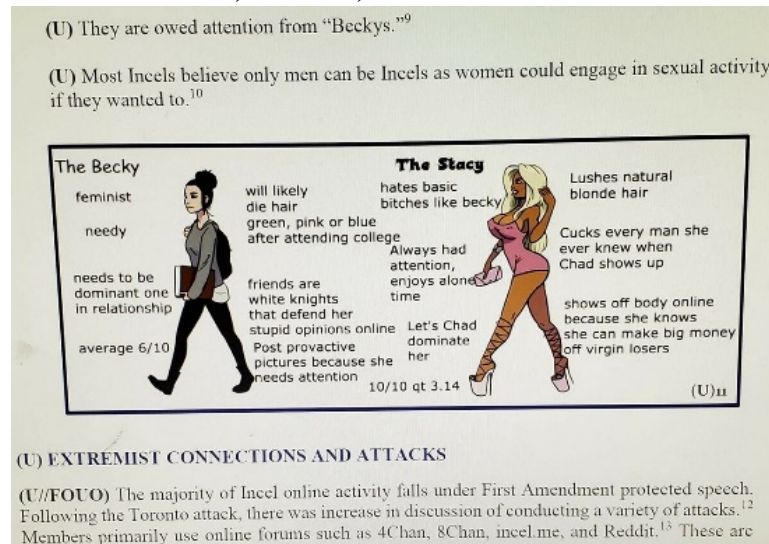 (U) They are owed attention from “Beckys.”9
(U) Most Incels believe only men can be Incels as women could engage in sexual activity
if they wanted to.10
The Becky
feminist
needy
needs to be
dominant one
in relationship
average 6/10
will likely
die hair
green, pink or blue
after attending college
friends are
white knights
that defend her
stupid opinions online
Post provactive
pictures because she
needs attention
The Stacy
hates basic
bitches like becky
Always had
attention,
enjoys alone
time
Let's Chad
dominate
her
10/10 qt 3.14
Lushes natural
blonde hair
Cucks every man she
ever knew when
Chad shows up
shows off body online
because she knows
she can make big money
off virgin losers
(U)11
(U) EXTREMIST CONNECTIONS AND ATTACKS
(U//FOUO) The majority of Incel online activity falls under First Amendment protected speech.
Following the Toronto attack, there was increase in discussion of conducting a variety of attacks.12
Members primarily use online forums such as 4Chan, 8Chan, incel.me, and Reddit.13 These are